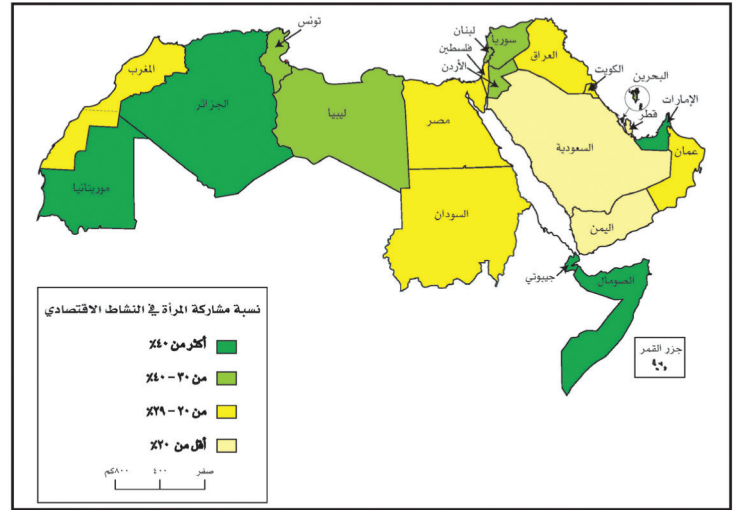 تونس
المغرب
الجزائر
ليبيا
موريتانيا
مصر
السودان
لبنان
سوريا
فلسطين
الأردن
العراق
الكويت
البحرين
الإمارات
قطر
السعودية
عمان
اليمن
جيبوتي
الصومال
جزر القمر
نسبة مشاركة المرأة في النشاط الاقتصادي
أكثر من ٤٠٪
من ٣٠ – ٤٠٪
من ٢٠ – ٢٩٪
أقل من ٢٠٪
صفر ٤٠٠ ٨٠٠كم